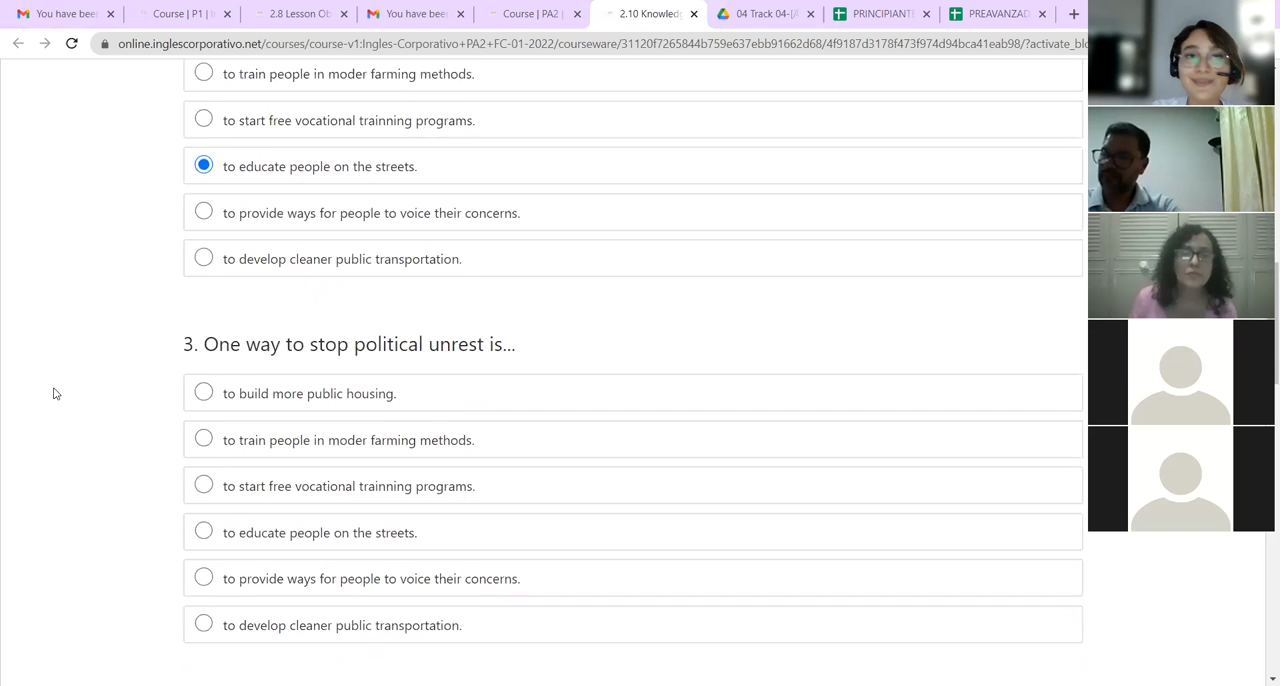 You have bee
Course | P1 | In
2.8 Lesson Ob
You have bee
Course | PA2 |
2.10 Knowled
04 Track 04-[A
PRINCIPIANT
PREAVANZAD
online.inglescorporativo.net/courses/course-v1:Ingles-Corporativo+PA2+FC-01-2022/courseware/31120f7265844b759e637ebb91662d68/4f9187d3178f473f974d94bca41eab98/?activate_blo
to train people in moder farming methods.
to start free vocational traimming programs.
to educate people on the streets.
to provide ways for people to voice their concerns.
to develop cleaner public transportation.
3. One way to stop political unrest is...
to build more public housing.
to train people in moder farming methods.
to start free vocational traimming programs.
to educate people on the streets.
to provide ways for people to voice their concerns.
to develop cleaner public transportation.